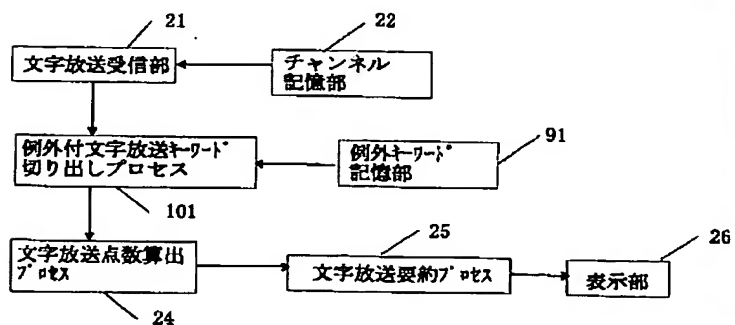 21
22
文字放送受信部
チャンネル
記憶部
例外付文字放送ｷｰﾜｰﾄﾞ
切り出しプロセス
91
例外ｷｰﾜｰﾄﾞ
記憶部
101
文字放送点数算出
ﾌﾟﾛｾｽ
25
26
文字放送要約ﾌﾟﾛｾｽ
表示部
24